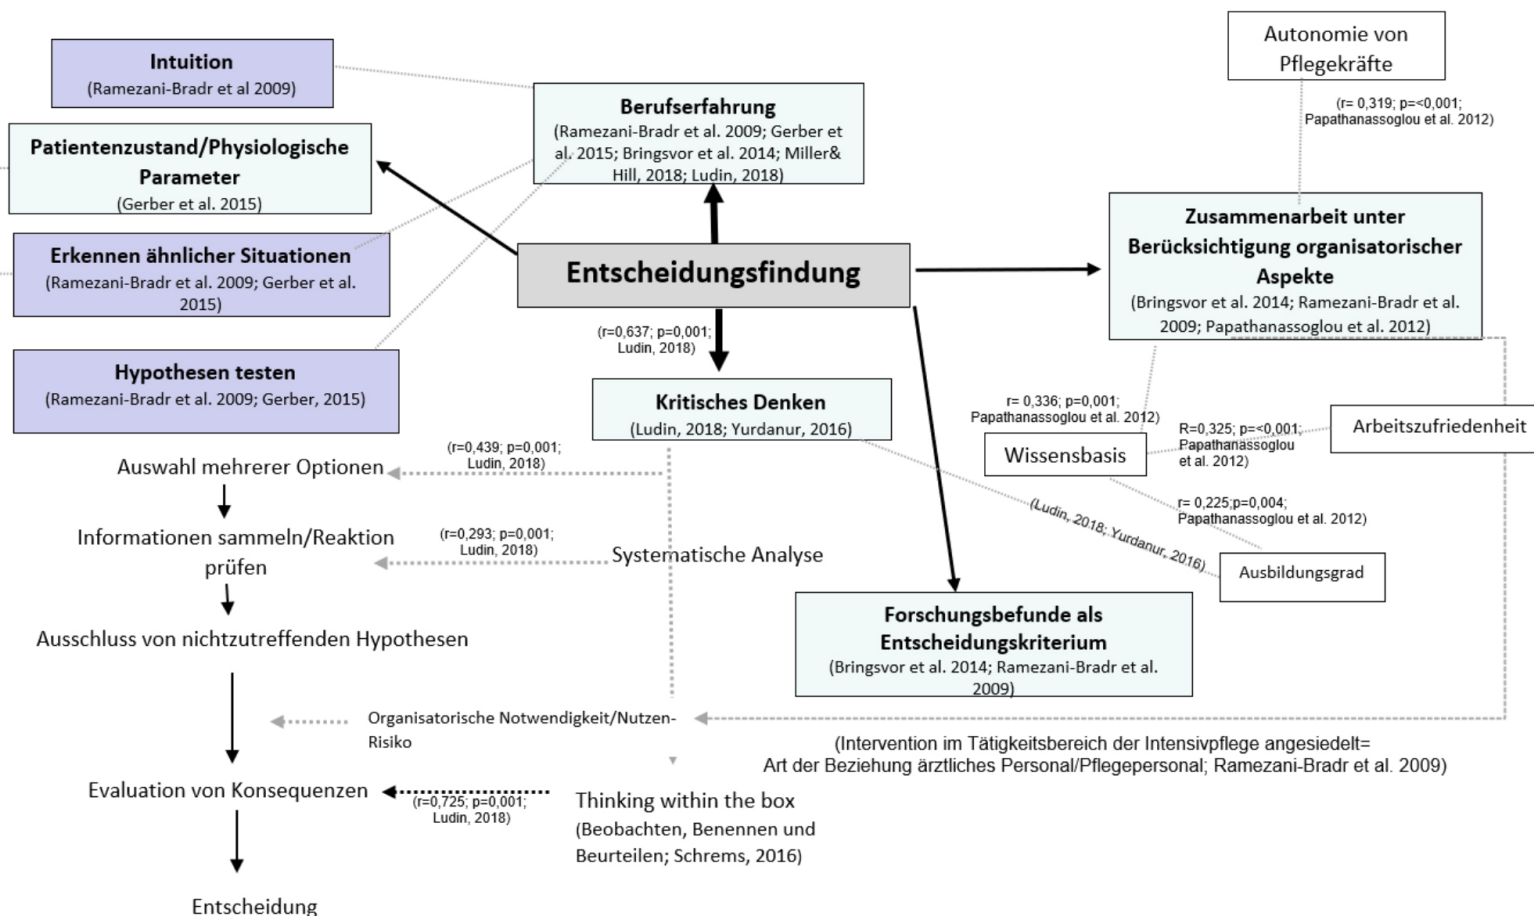 Intuition
(Ramezani-Bradr et al 2009)
Patientenzustand/Physiologische
Parameter
(Gerber et al. 2015)
Erkennen ähnlicher Situationen
(Ramezani-Bradr et al. 2009; Gerber et al.
2015)
Hypothesen testen
(Ramezani-Bradr et al. 2009; Gerber, 2015)
Berufserfahrung
(Ramezani-Bradr et al. 2009; Gerber et
al. 2015; Bringsvor et al. 2014; Miller&
Hill, 2018; Ludin, 2018)
Entscheidungsfindung
(r=0,637; p=0,001;
Ludin, 2018)
Kritisches Denken
(Ludin, 2018; Yurdanur, 2016)
Autonomie von
Pflegekräfte
(r= 0,319; p=<0,001;
Papathanassoglou et al. 2012)
Zusammenarbeit unter
Berücksichtigung organisatorischer
Aspekte
(Bringsvor et al. 2014; Ramezani-Bradr et al.
2009; Papathanassoglou et al. 2012)
r= 0,336; p=0,001;
Papathanassoglou et al. 2012)
Wissensbasis
R=0,325; p=<0,001;
Papathanassoglou
et al. 2012)
Arbeitszufriedenheit
r= 0,225;p=0,004;
Papathanassoglou et al. 2012)
(Ludin, 2018; Yurdanur, 2016)
Ausbildungsgrad
Forschungsbefunde als
Entscheidungskriterium
(Bringsvor et al. 2014; Ramezani-Bradr et al.
2009)
Auswahl mehrerer Optionen
(r=0,439; p=0,001;
Ludin, 2018)
Informationen sammeln/Reaktion
prüfen
(r=0,293; p=0,001;
Ludin, 2018)
Systematische Analyse
Ausschluss von nichtzutreffenden Hypothesen
Organisatorische Notwendigkeit/Nutzen-
Risiko
(Intervention im Tätigkeitsbereich der Intensivpflege angesiedelt=
Art der Beziehung ärztliches Personal/Pflegepersonal; Ramezani-Bradr et al. 2009)
Evaluation von Konsequenzen
(r=0,725; p=0,001;
Ludin, 2018)
Thinking within the box
(Beobachten, Benennen und
Beurteilen; Schrems, 2016)
Entscheidung